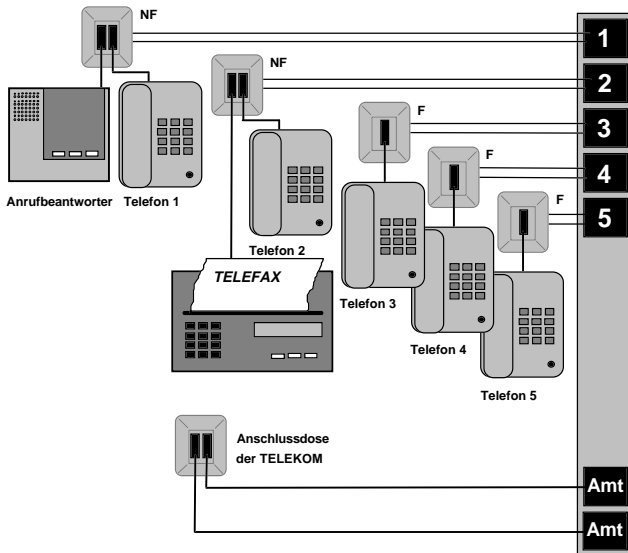 NF
1
NF
2
F
3
F
4
F
5
Anrufbeantworter
Telefon 1
Telefon 2
TELEFAX
Telefon 3
Telefon 4
Telefon 5
Anschlussdose
der TELEKOM
Amt
Amt